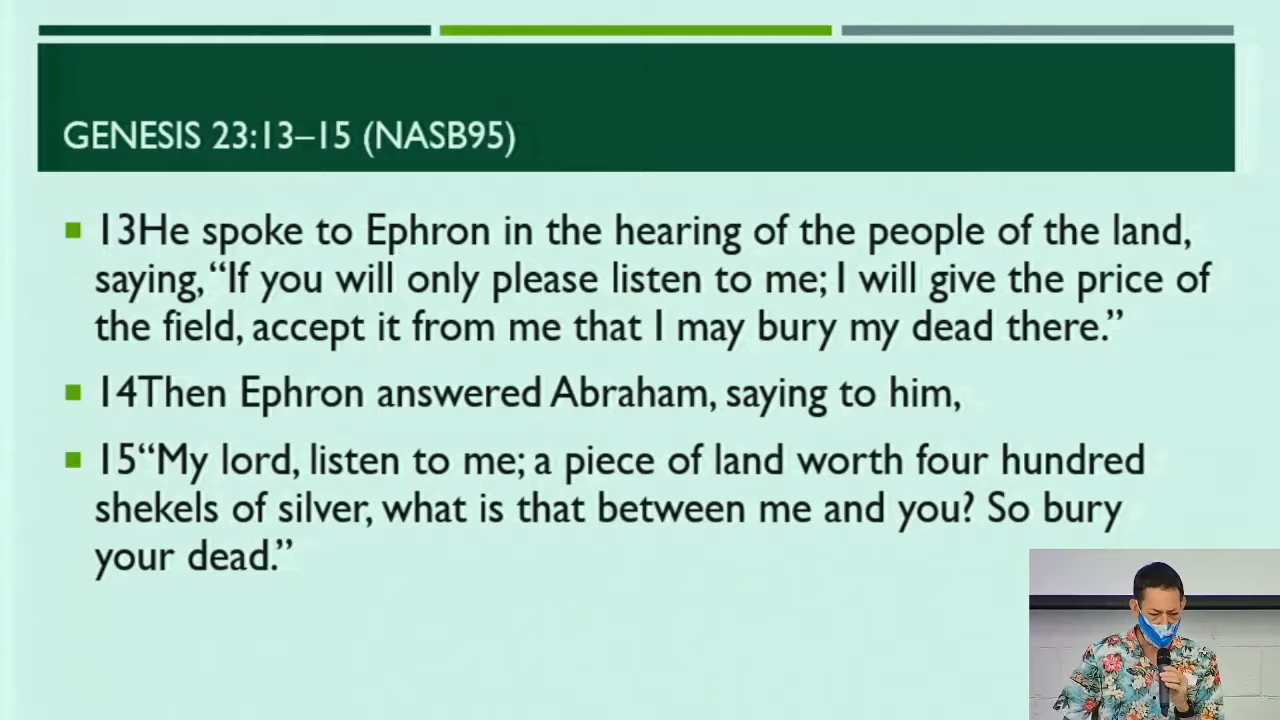 GENESIS 23:13–15 (NASB95)
13He spoke to Ephron in the hearing of the people of the land,
saying, “If you will only please listen to me; I will give the price of
the field, accept it from me that I may bury my dead there.”
14Then Ephron answered Abraham, saying to him,
15“My lord, listen to me; a piece of land worth four hundred
shekels of silver, what is that between me and you? So bury
your dead.”